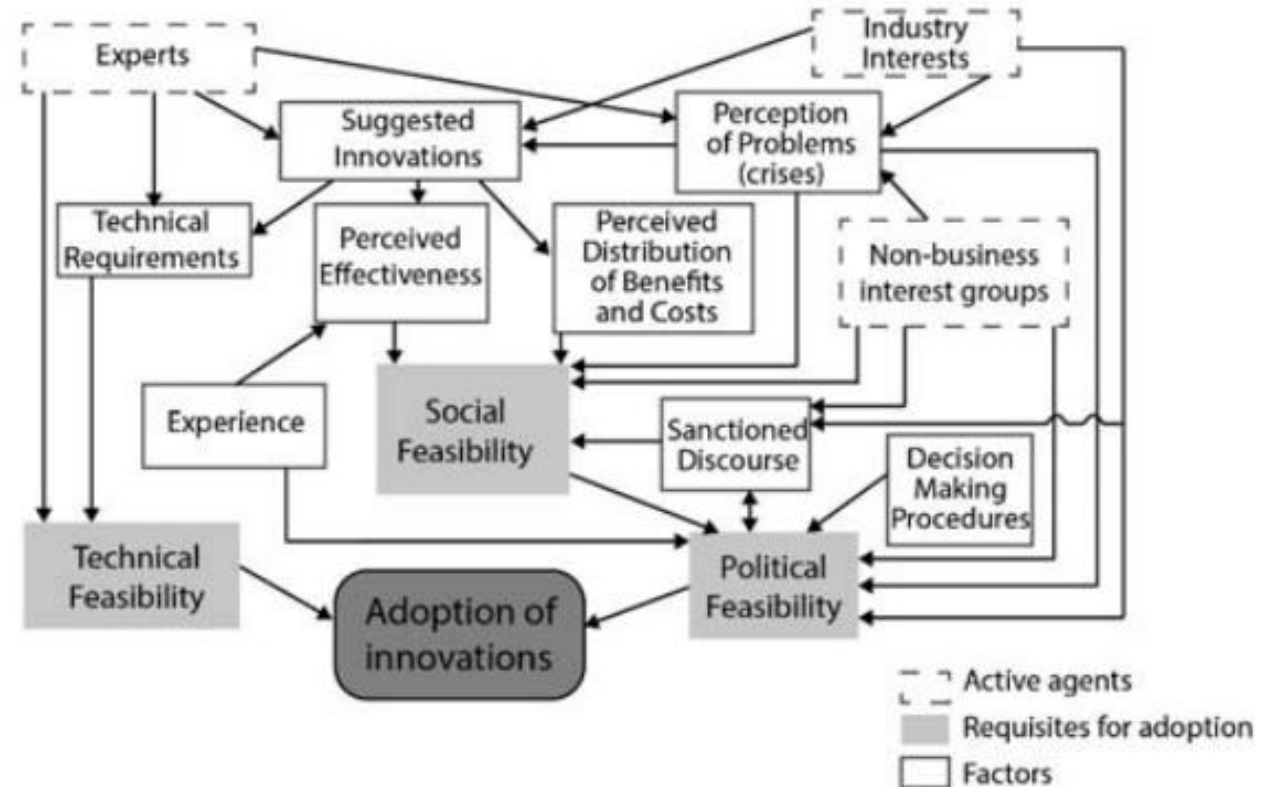 Experts
Industry
Interests
Suggested
Innovations
Perception
of Problems
(crises)
Technical
Requirements
Perceived
Effectiveness
Perceived
Distribution
of Benefits
and Costs
Non-business
interest groups
Experience
Social
Feasibility
Sanctioned
Discourse
Decision
Making
Procedures
Technical
Feasibility
Adoption of
innovations
Political
Feasibility
Active agents
Requisites for adoption
Factors